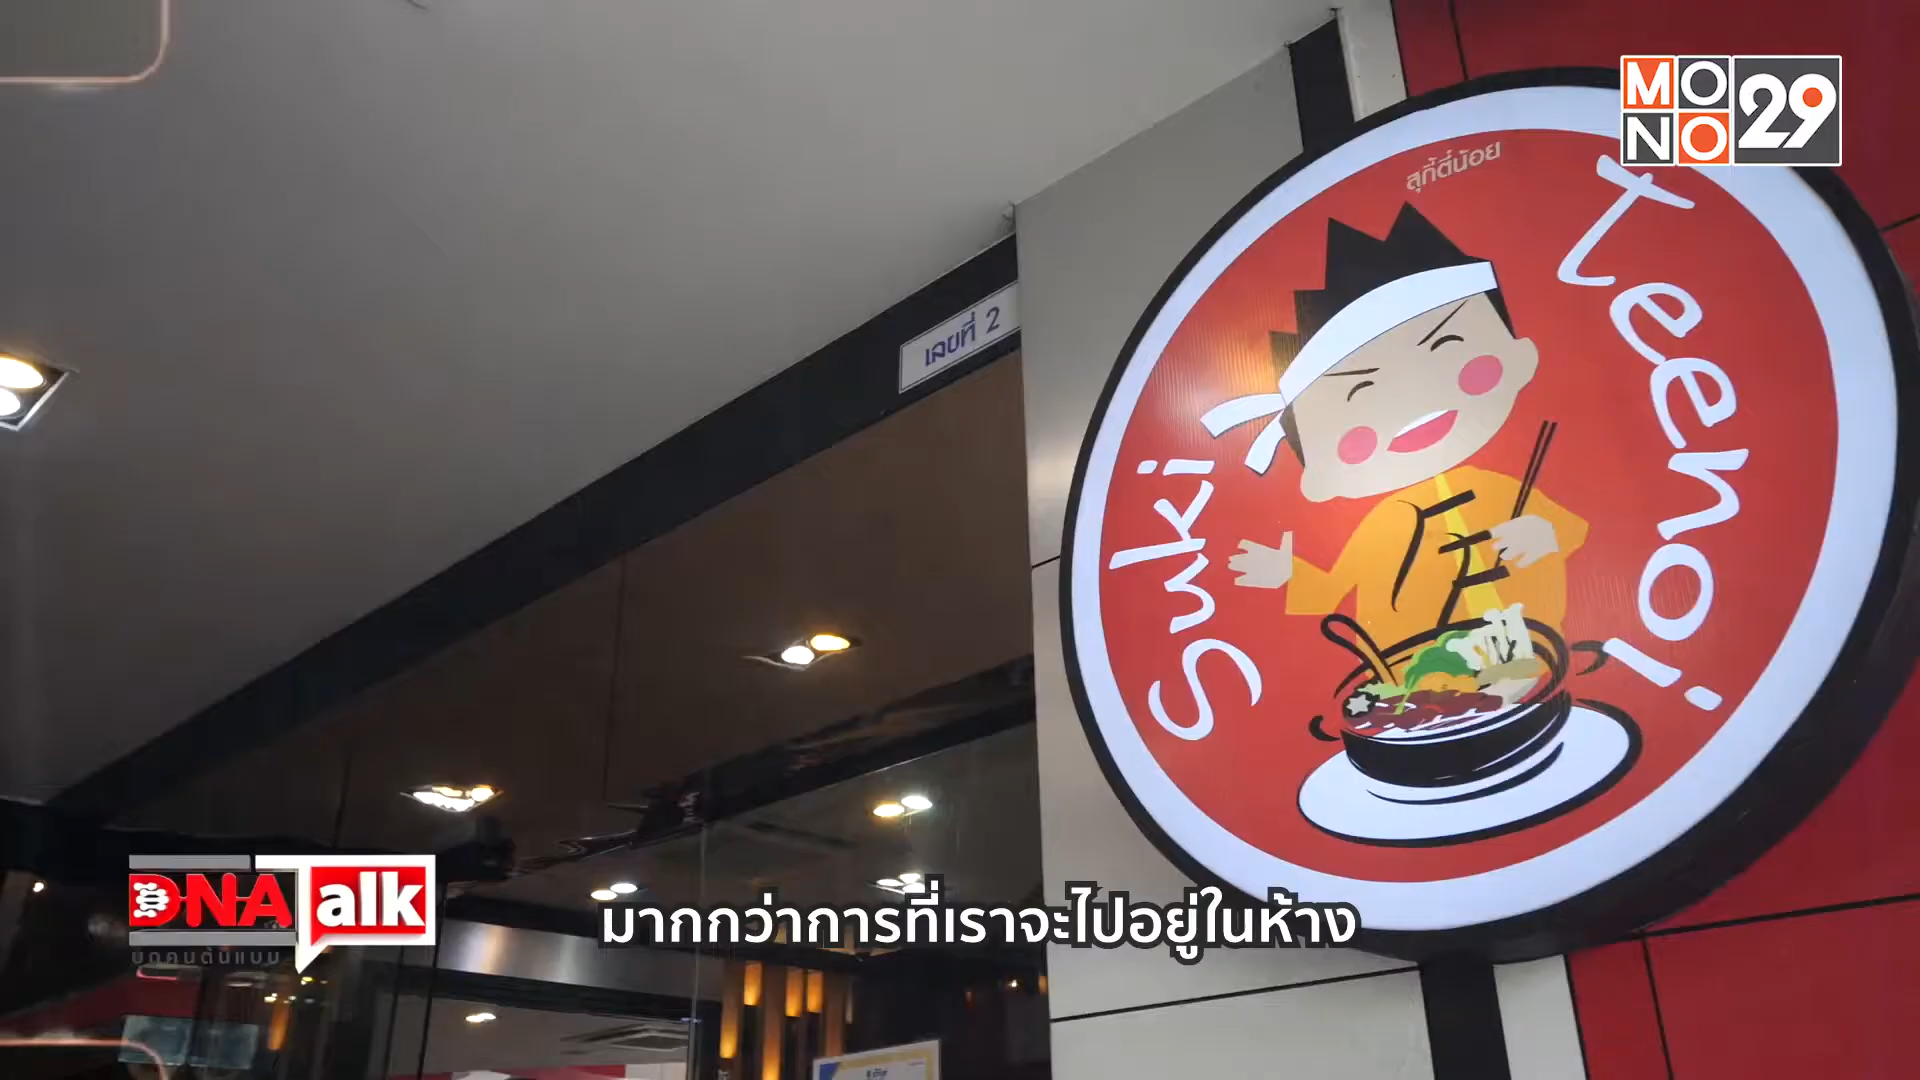 MONO 29
สุกี้ตี๋น้อย
Suki Teenoi
เลขที่ 2
DNA Talk
มากกว่าการที่เราจะไปอยู่ในห้าง